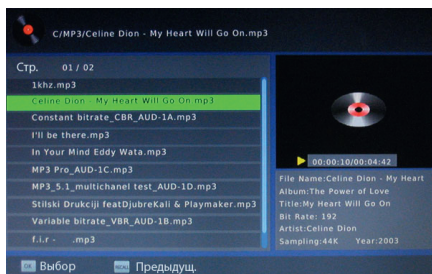 C/MP3/Celine Dion - My Heart Will Go On.mp3
Стр. 01 / 02
1khz.mp3
Celine Dion - My Heart Will Go On.mp3
Constant bitrate_CBR_AUD-1A.mp3
I'll be there.mp3
In Your Mind Eddy Wata.mp3
MP3 Pro_AUD-1C.mp3
MP3_5.1_multichanel test_AUD-1D.mp3
Stilski Drukciji featDjubreKali & Playmaker.mp3
Variable bitrate_VBR_AUD-1B.mp3
f.i.r - .mp3
00:00:10/00:04:42
File Name:Celine Dion - My Heart
Album:The Power of Love
Title:My Heart Will Go On
Bit Rate: 192
Artist:Celine Dion
Sampling:44K Year:2003
OK Выбор MENU Предыдущ.